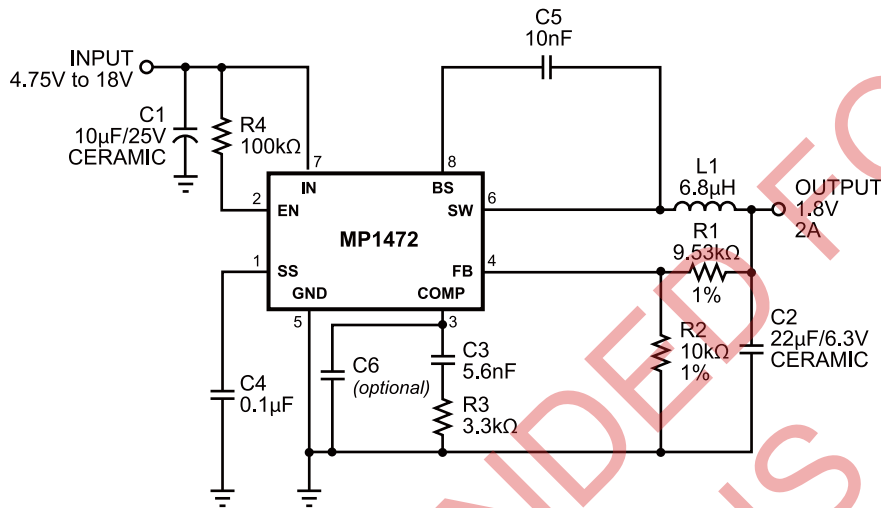 C5
10nF
INPUT
4.75V to 18V
C1
10µF/25V
CERAMIC
R4
100kΩ
7
8
IN
BS
2
EN
SW
6
L1
6.8µH
OUTPUT
1.8V
2A
MP1472
1
SS
FB
4
R1
9.53kΩ
1%
GND
COMP
5
3
C4
0.1µF
C6
(optional)
C3
5.6nF
R3
3.3kΩ
R2
10kΩ
1%
C2
22µF/6.3V
CERAMIC
NDED FO
NS